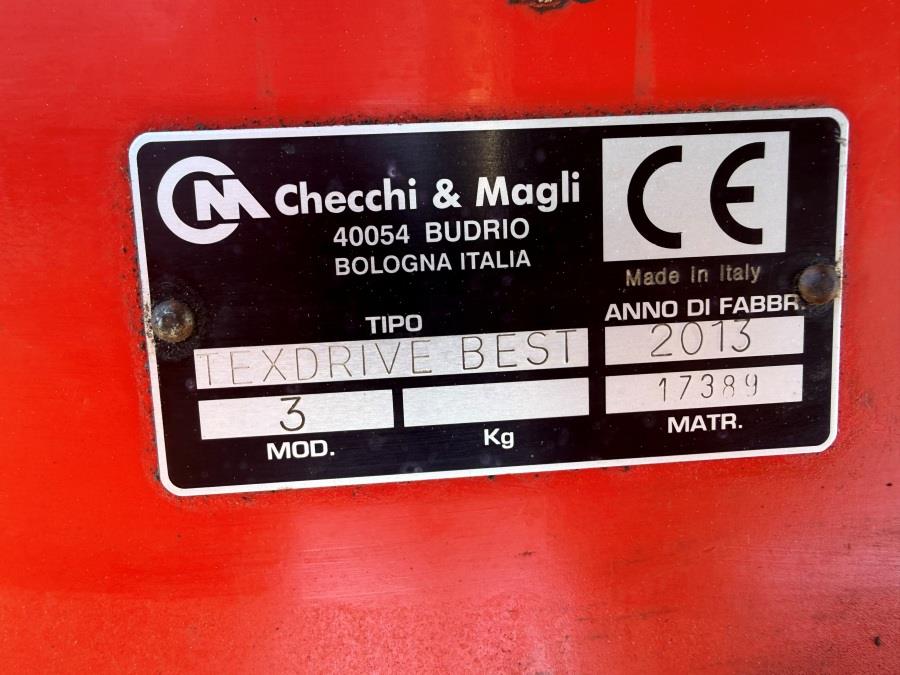 CM Checchi & Magli
40054 BUDRIO
BOLOGNA ITALIA
CE
Made in Italy
TIPO
TEXDRIVE BEST
ANNO DI FABBR.
2013
3
MOD.
Kg
17389
MATR.